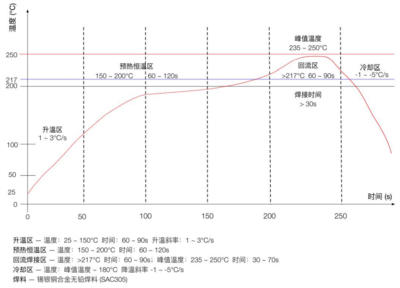 温度 (℃)
峰值温度
235 ~ 250℃
250
预热恒温区
回流区
冷却区
217
150 ~ 200℃ 60 ~ 120s
>217℃ 60 ~ 90s
-1 ~ -5℃/s
200
焊接时间
> 30s
升温区
1 ~ 3℃/s
100
50
25
0
时间 (s)
0 50 100 150 200 250
升温区 — 温度：25 ~ 150℃ 时间：60 ~ 90s 升温斜率：1 ~ 3℃/s
预热恒温区 — 温度：150 ~ 200℃ 时间：60 ~ 120s
回流焊接区 — 温度：>217℃ 时间：60 ~ 90s；峰值温度：235 ~ 250℃ 时间：30 ~ 70s
冷却区 — 温度：峰值温度 ~ 180℃ 降温斜率 -1 ~ -5℃/s
焊料 — 锡银铜合金无铅焊料 (SAC305)